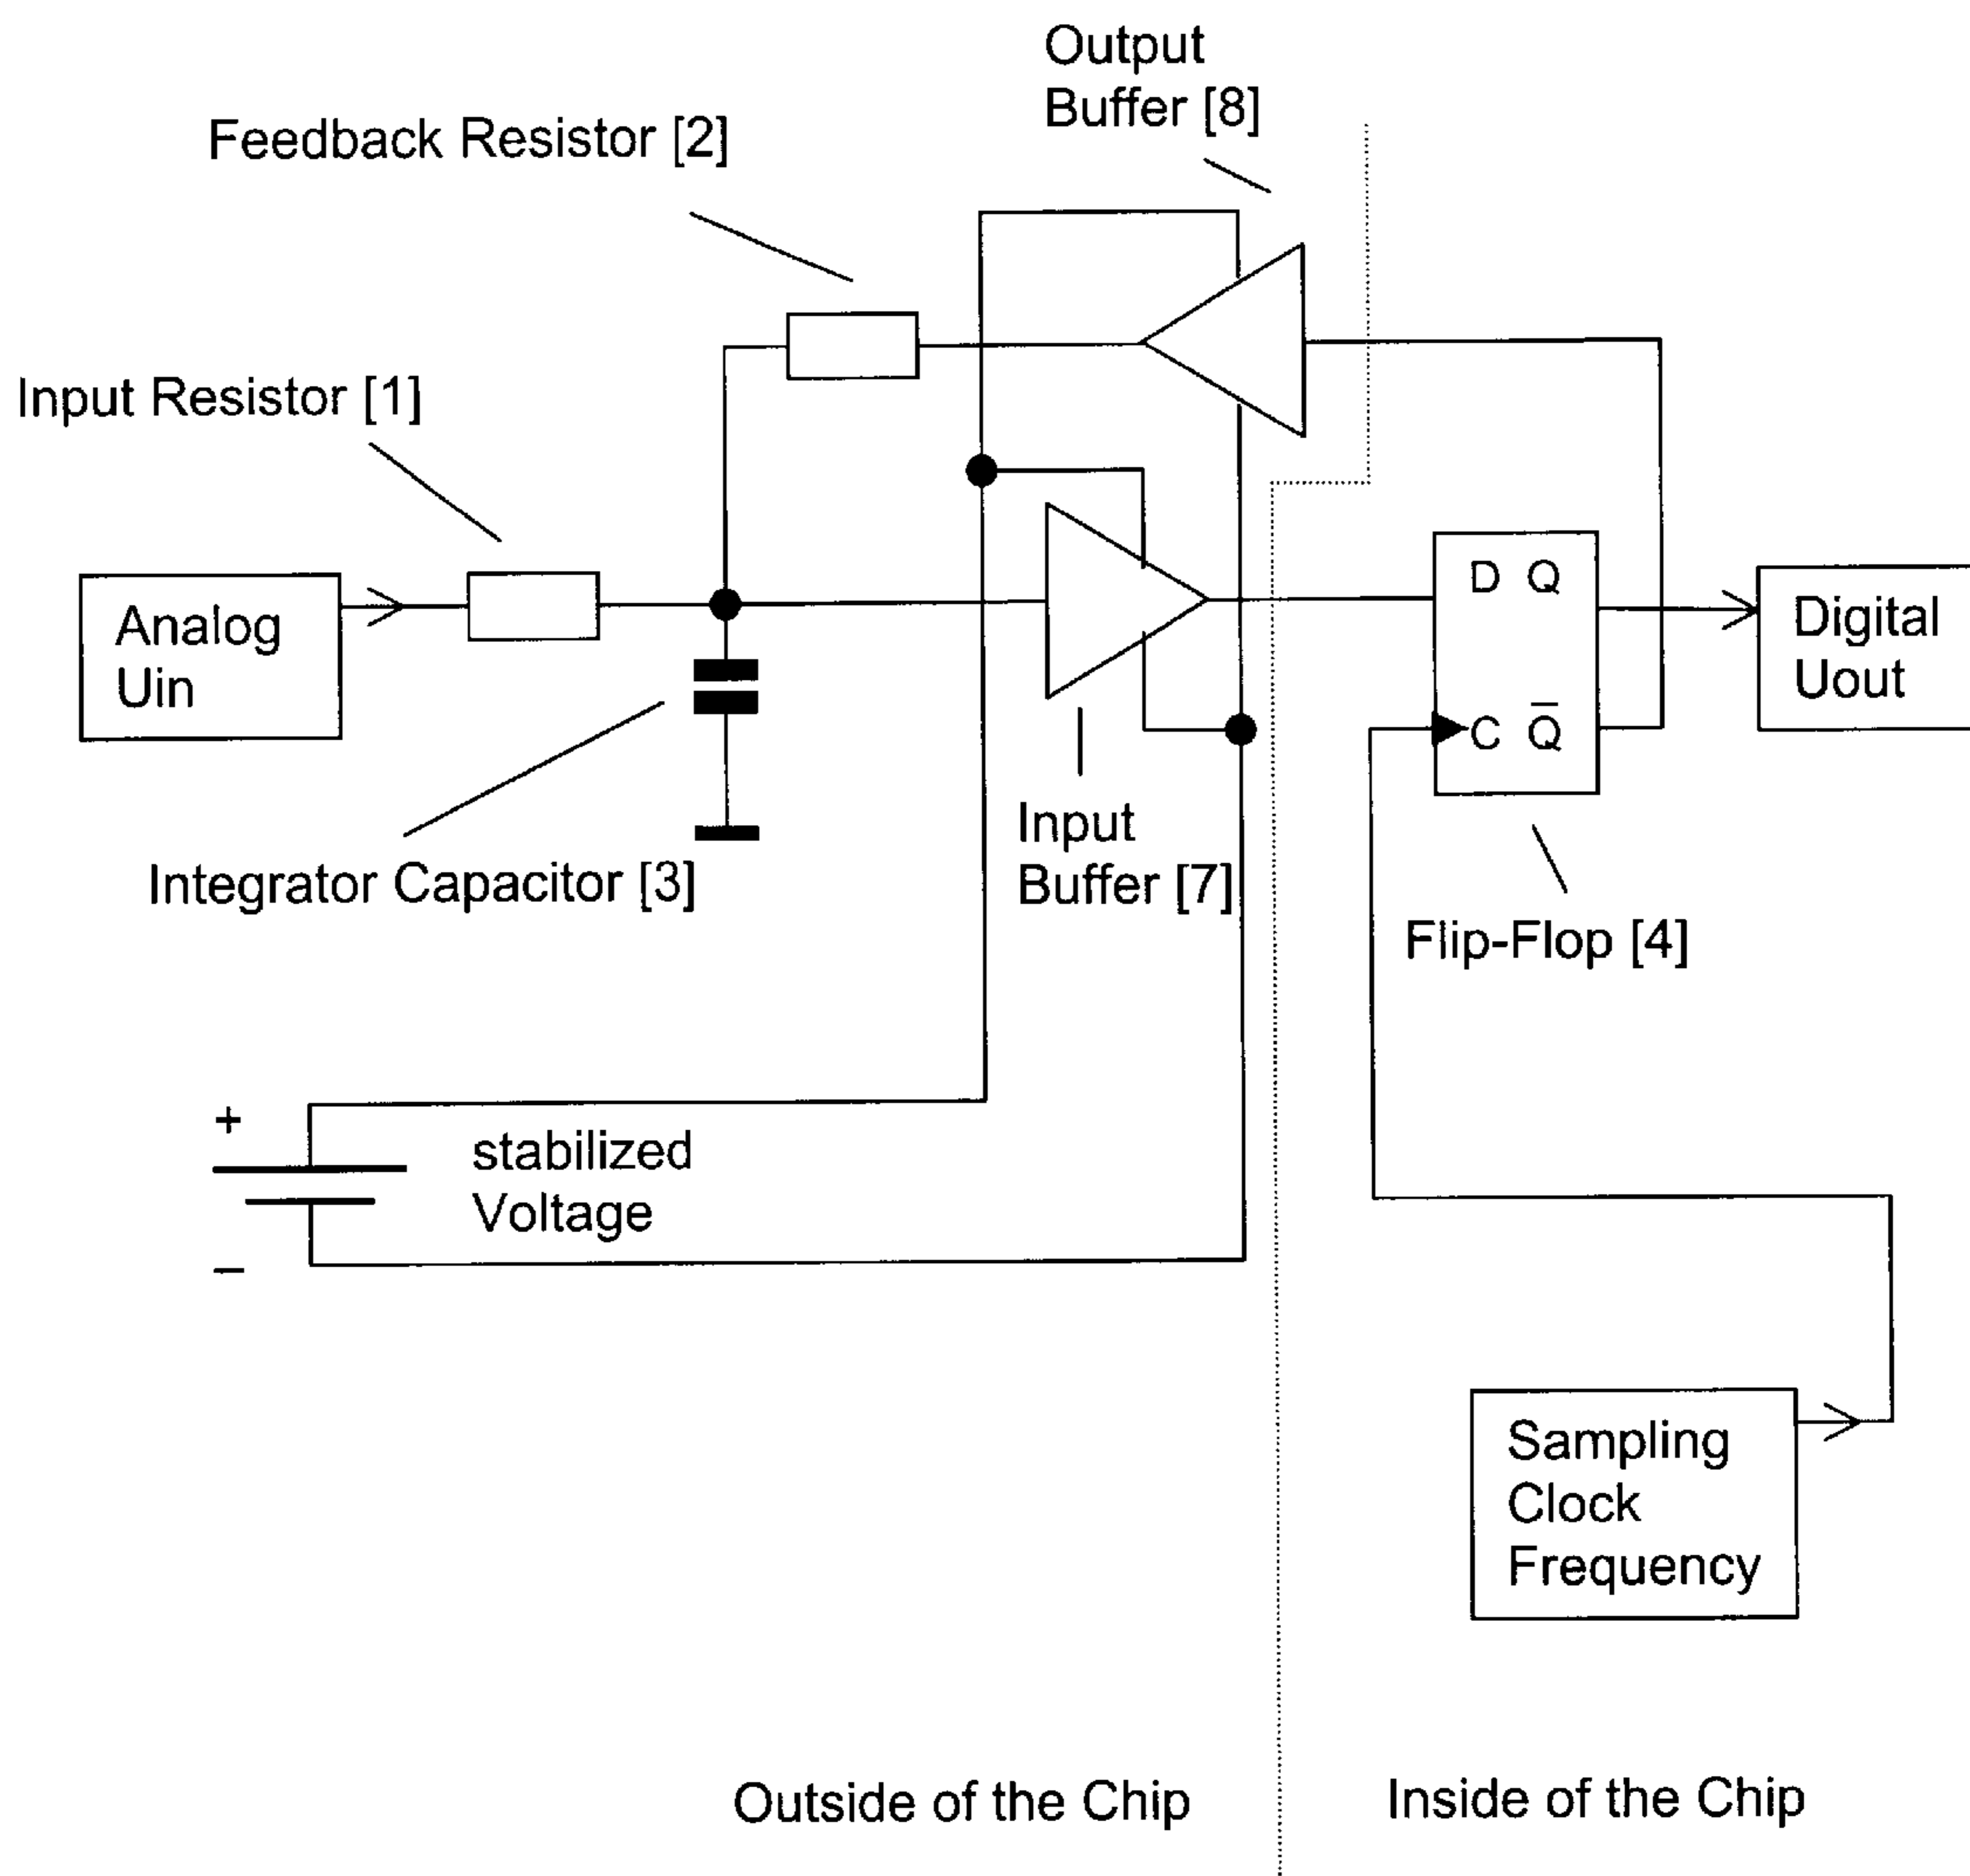 Output
Buffer [8]
Feedback Resistor [2]
Input Resistor [1]
Analog
Uin
D Q
C Q̅
Digital
Uout
Input
Buffer [7]
Integrator Capacitor [3]
Flip-Flop [4]
+
stabilized
Voltage
–
Sampling
Clock
Frequency
Outside of the Chip
Inside of the Chip